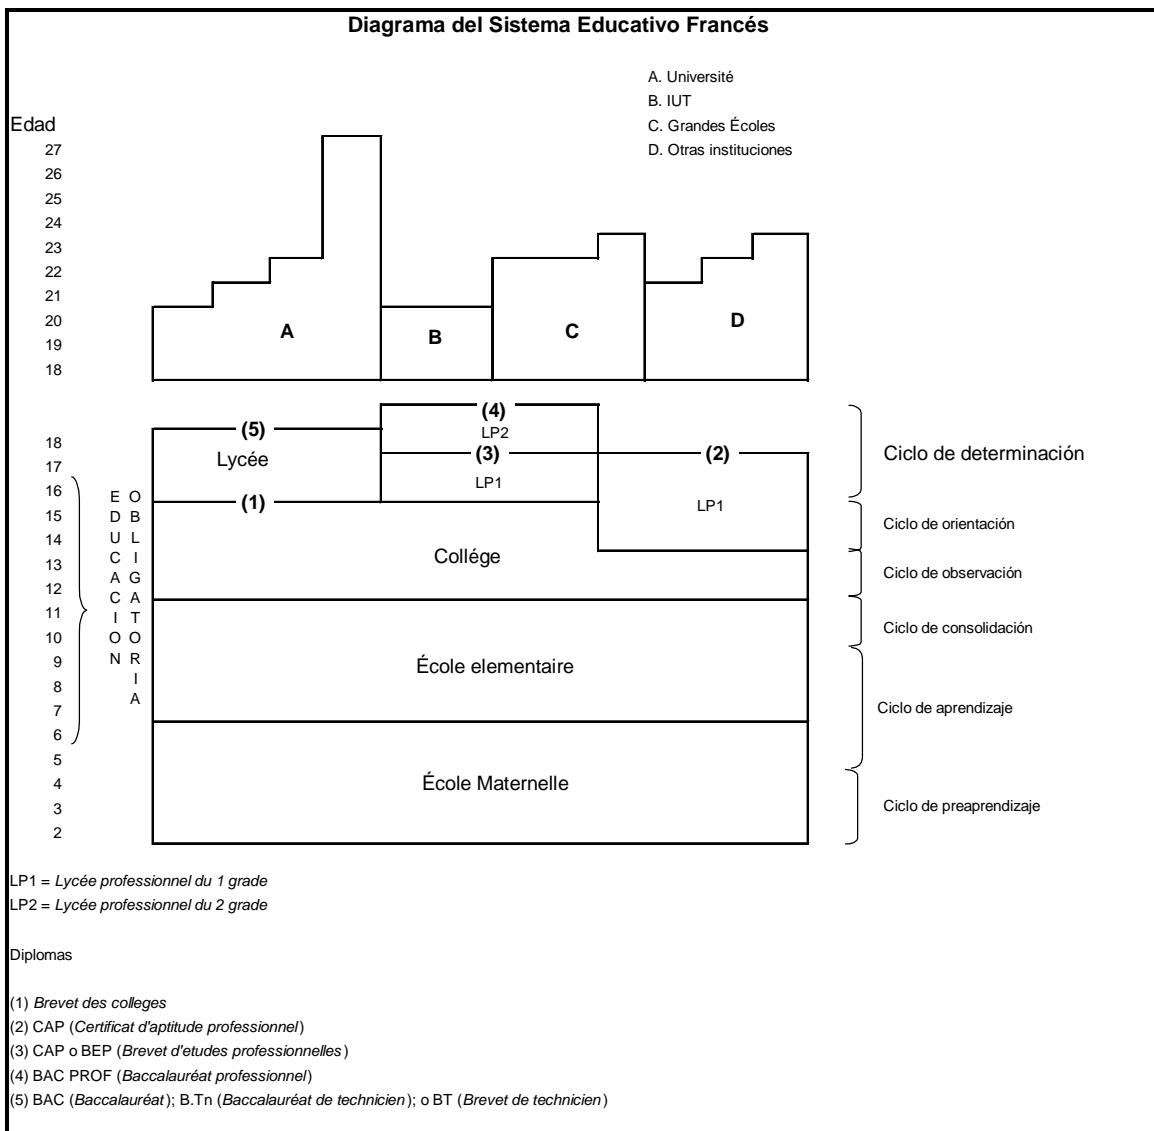 Diagrama del Sistema Educativo Francés
A. Université
B. IUT
C. Grandes Écoles
D. Otras instituciones
Edad
27
26
25
24
23
22
21
20
19
18
A
B
C
D
18
17
16
15
14
13
12
11
10
9
8
7
6
5
4
3
2
EDUCACION
OBLIGATORIA
(5)
Lycée
(4)
LP2
(3)
LP1
(2)
LP1
(1)
Collége
École elementaire
École Maternelle
Ciclo de determinación
Ciclo de orientación
Ciclo de observación
Ciclo de consolidación
Ciclo de aprendizaje
Ciclo de preaprendizaje
LP1 = Lycée professionnel du 1 grade
LP2 = Lycée professionnel du 2 grade
Diplomas
(1) Brevet des colleges
(2) CAP (Certificat d'aptitude professionnel)
(3) CAP o BEP (Brevet d'etudes professionnelles)
(4) BAC PROF (Baccalauréat professionnel)
(5) BAC (Baccalauréat); B.Tn (Baccalauréat de technicien); o BT (Brevet de technicien)